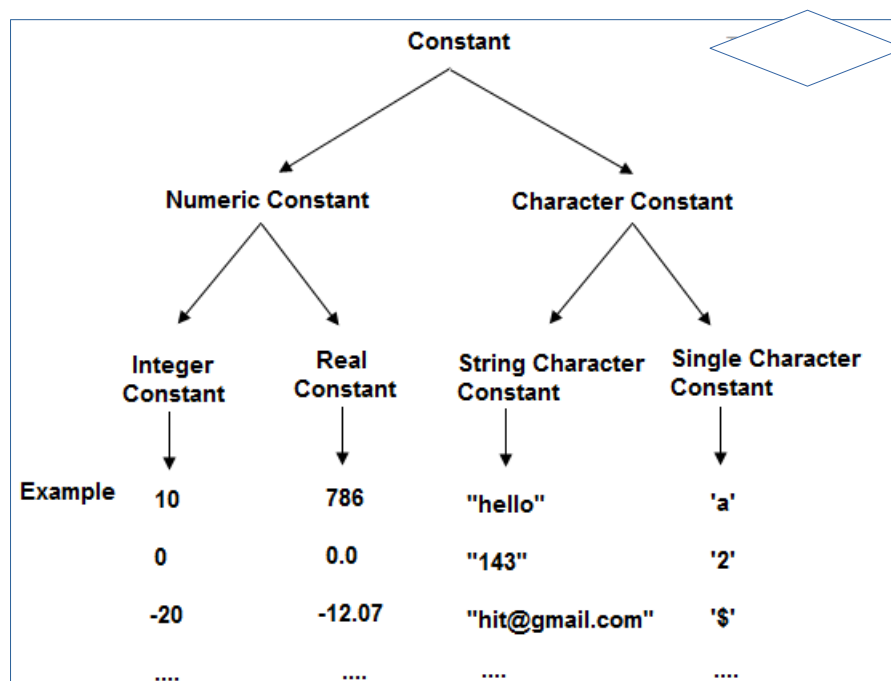 Constant
Numeric Constant
Character Constant
Integer
Constant
Real
Constant
String Character
Constant
Single Character
Constant
Example
10
786
"hello"
'a'
0
0.0
"143"
'2'
-20
-12.07
"hit@gmail.com"
'$'
....
....
....
....